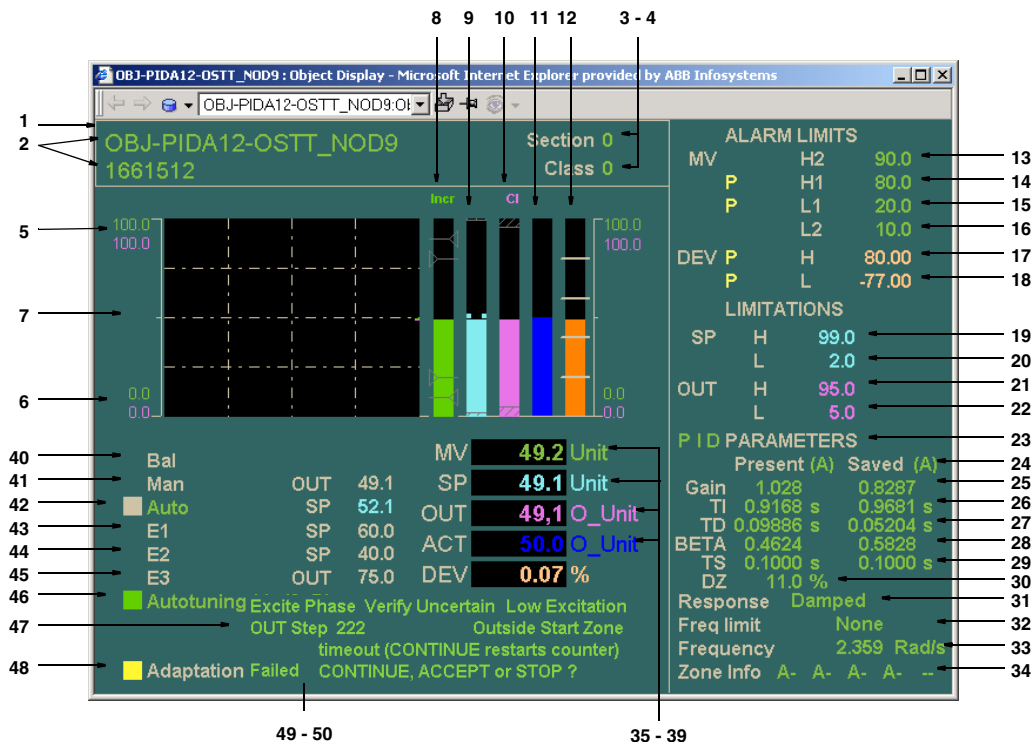 8 9 10 11 12 3 - 4
OBJ-PIDA12-OSTT_NOD9 : Object Display - Microsoft Internet Explorer provided by ABB Infosystems
OBJ-PIDA12-OSTT_NOD9:Ol
1
2
OBJ-PIDA12-OSTT_NOD9
1661512
Section 0
Class 0
Incr
CI
5
100.0
100.0
100.0
100.0
7
6
0.0
0.0
0.0
0.0
ALARM LIMITS
MV H2 90.0 13
P H1 80.0 14
P L1 20.0 15
L2 10.0 16
DEV P H 80.00 17
P L -77.00 18
LIMITATIONS
SP H 99.0 19
L 2.0 20
OUT H 95.0 21
L 5.0 22
P I D PARAMETERS 23
Present (A) Saved (A) 24
Gain 1.028 0.8287 25
TI 0.9168 s 0.9681 s 26
TD 0.09886 s 0.05204 s 27
BETA 0.4624 0.5828 28
TS 0.1000 s 0.1000 s 29
DZ 11.0 % 30
Response Damped 31
Freq limit None 32
Frequency 2.359 Rad/s 33
Zone Info A- A- A- A- -- 34
40 Bal
41 Man OUT 49.1
42 Auto SP 52.1
43 E1 SP 60.0
44 E2 SP 40.0
45 E3 OUT 75.0
MV 49.2 Unit
SP 49.1 Unit
OUT 49,1 O_Unit
ACT 50.0 O_Unit
DEV 0.07 %
46 Autotuning Excite Phase Verify Uncertain Low Excitation
47 OUT Step 222 Outside Start Zone
timeout (CONTINUE restarts counter)
48 Adaptation Failed CONTINUE, ACCEPT or STOP ?
49 - 50 35 - 39